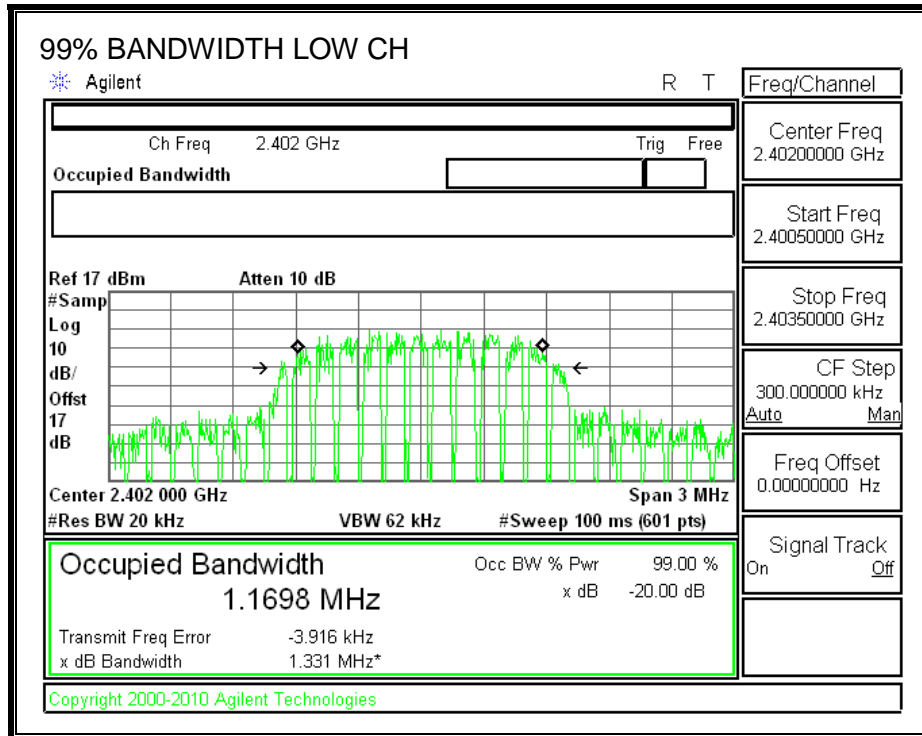 99% BANDWIDTH LOW CH
Agilent R T
Ch Freq 2.402 GHz Trig Free
Occupied Bandwidth
Ref 17 dBm Atten 10 dB
#Samp
Log
10
dB/
Offst
17
dB
Center 2.402 000 GHz Span 3 MHz
#Res BW 20 kHz VBW 62 kHz #Sweep 100 ms (601 pts)
Occupied Bandwidth
1.1698 MHz
Occ BW % Pwr 99.00 %
x dB -20.00 dB
Transmit Freq Error -3.916 kHz
x dB Bandwidth 1.331 MHz*
Copyright 2000-2010 Agilent Technologies
Freq/Channel
Center Freq
2.40200000 GHz
Start Freq
2.40050000 GHz
Stop Freq
2.40350000 GHz
CF Step
300.000000 kHz
Auto Man
Freq Offset
0.00000000 Hz
Signal Track
On Off